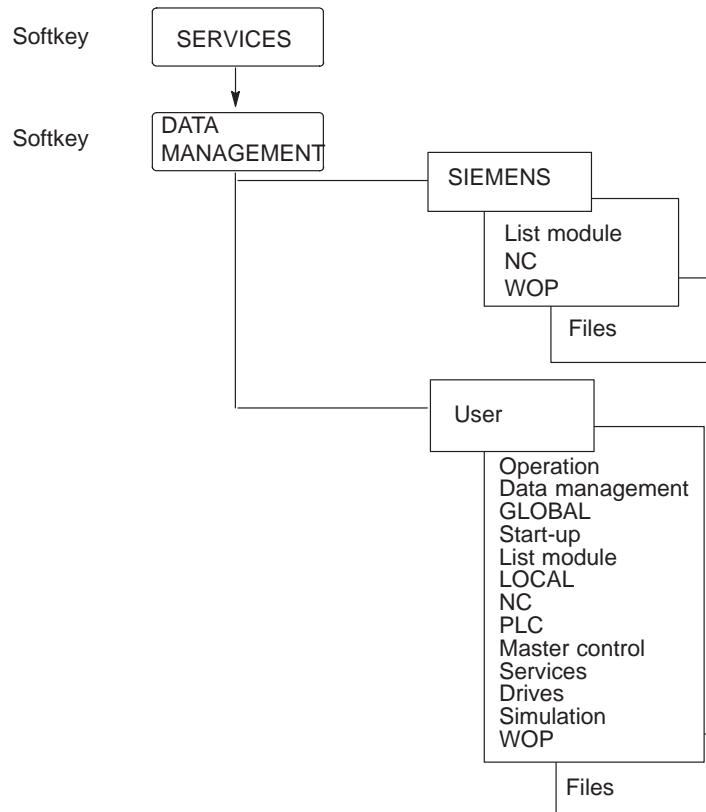 Softkey
SERVICES
Softkey
DATA
MANAGEMENT
SIEMENS
List module
NC
WOP
Files
User
Operation
Data management
GLOBAL
Start-up
List module
LOCAL
NC
PLC
Master control
Services
Drives
Simulation
WOP
Files